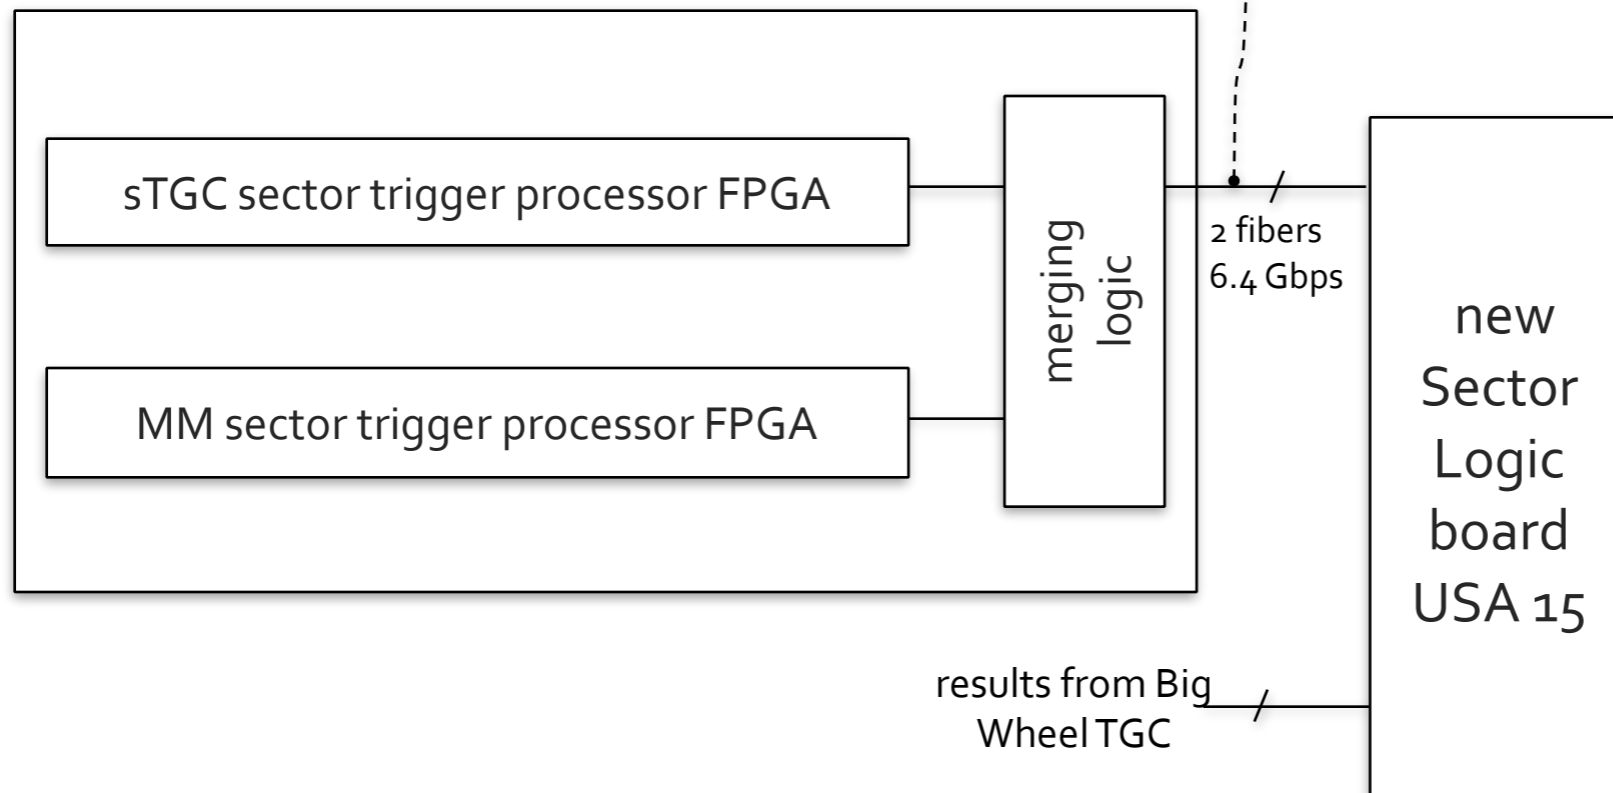 sTGC sector trigger processor FPGA
MM sector trigger processor FPGA
merging
logic
2 fibers
6.4 Gbps
new
Sector
Logic
board
USA 15
results from Big
Wheel TGC